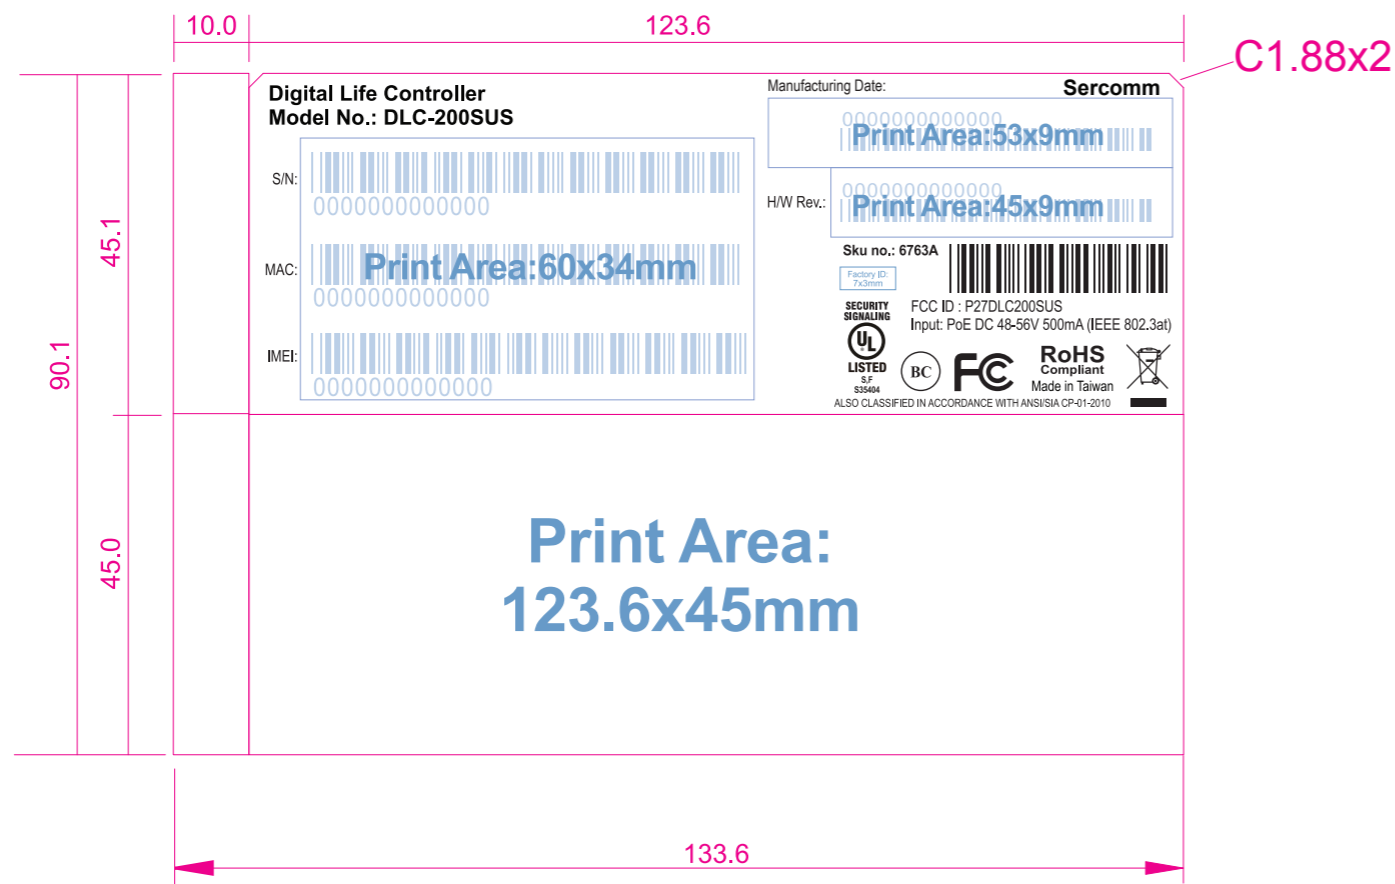 10.0
123.6
C1.88x2
Digital Life Controller
Model No.: DLC-200SUS
Manufacturing Date:
Sercomm
0000000000000
Print Area:53x9mm
S/N:
0000000000000
H/W Rev.:
0000000000000
Print Area:45x9mm
MAC:
Print Area:60x34mm
0000000000000
Sku no.: 6763A
Factory ID:
7x3mm
SECURITY
SIGNALING
UL
LISTED
S,F
S35404
FCC ID : P27DLC200SUS
Input: PoE DC 48-56V 500mA (IEEE 802.3at)
IMEI:
0000000000000
BC
FC
RoHS
Compliant
Made in Taiwan
ALSO CLASSIFIED IN ACCORDANCE WITH ANSI/SIA CP-01-2010
45.1
90.1
45.0
Print Area:
123.6x45mm
133.6